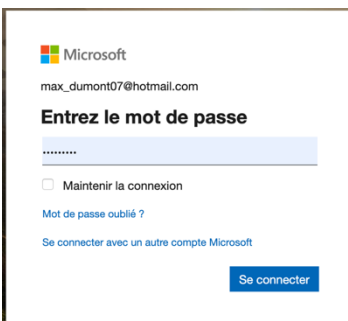 Microsoft
max_dumont07@hotmail.com
Entrez le mot de passe
.........
Maintenir la connexion
Mot de passe oublié ?
Se connecter avec un autre compte Microsoft
Se connecter